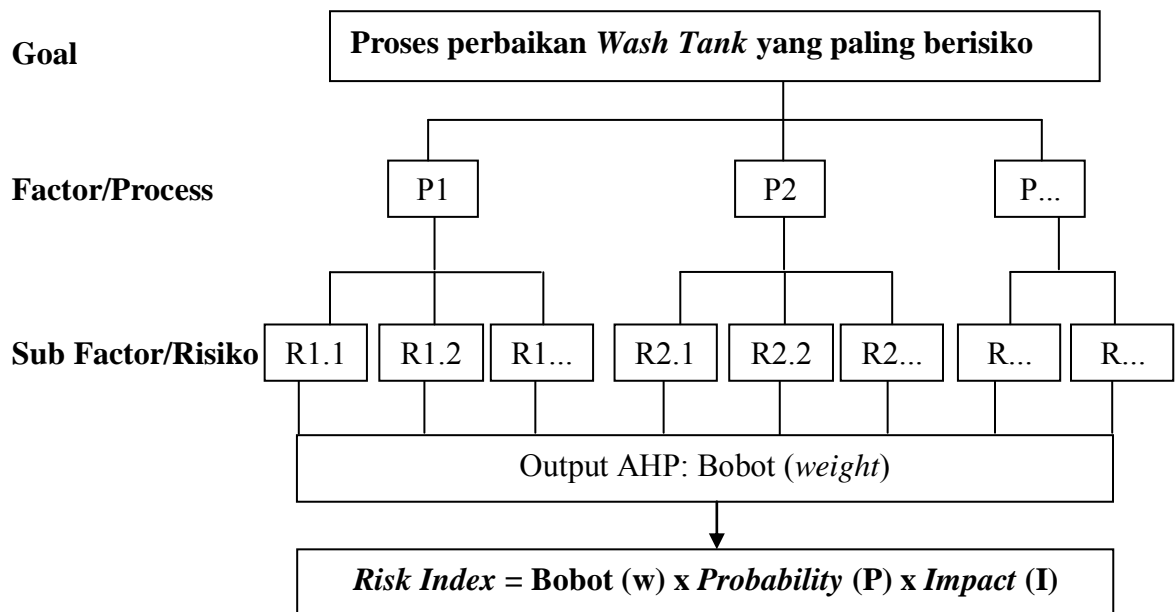 Goal
Proses perbaikan Wash Tank yang paling berisiko
Factor/Process
P1
P2
P...
Sub Factor/Risiko
R1.1
R1.2
R1...
R2.1
R2.2
R2...
R...
R...
Output AHP: Bobot (weight)
Risk Index = Bobot (w) x Probability (P) x Impact (I)